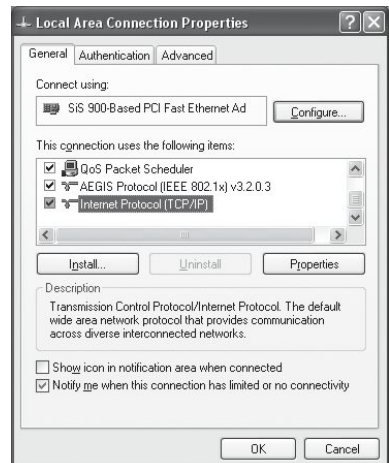 Local Area Connection Properties
General Authentication Advanced
Connect using:
SiS 900-Based PCI Fast Ethernet Ad
Configure...
This connection uses the following items:
QoS Packet Scheduler
AEGIS Protocol (IEEE 802.1x) v3.2.0.3
Internet Protocol (TCP/IP)
Install... Uninstall Properties
Description
Transmission Control Protocol/Internet Protocol. The default
wide area network protocol that provides communication
across diverse interconnected networks.
Show icon in notification area when connected
Notify me when this connection has limited or no connectivity
OK Cancel